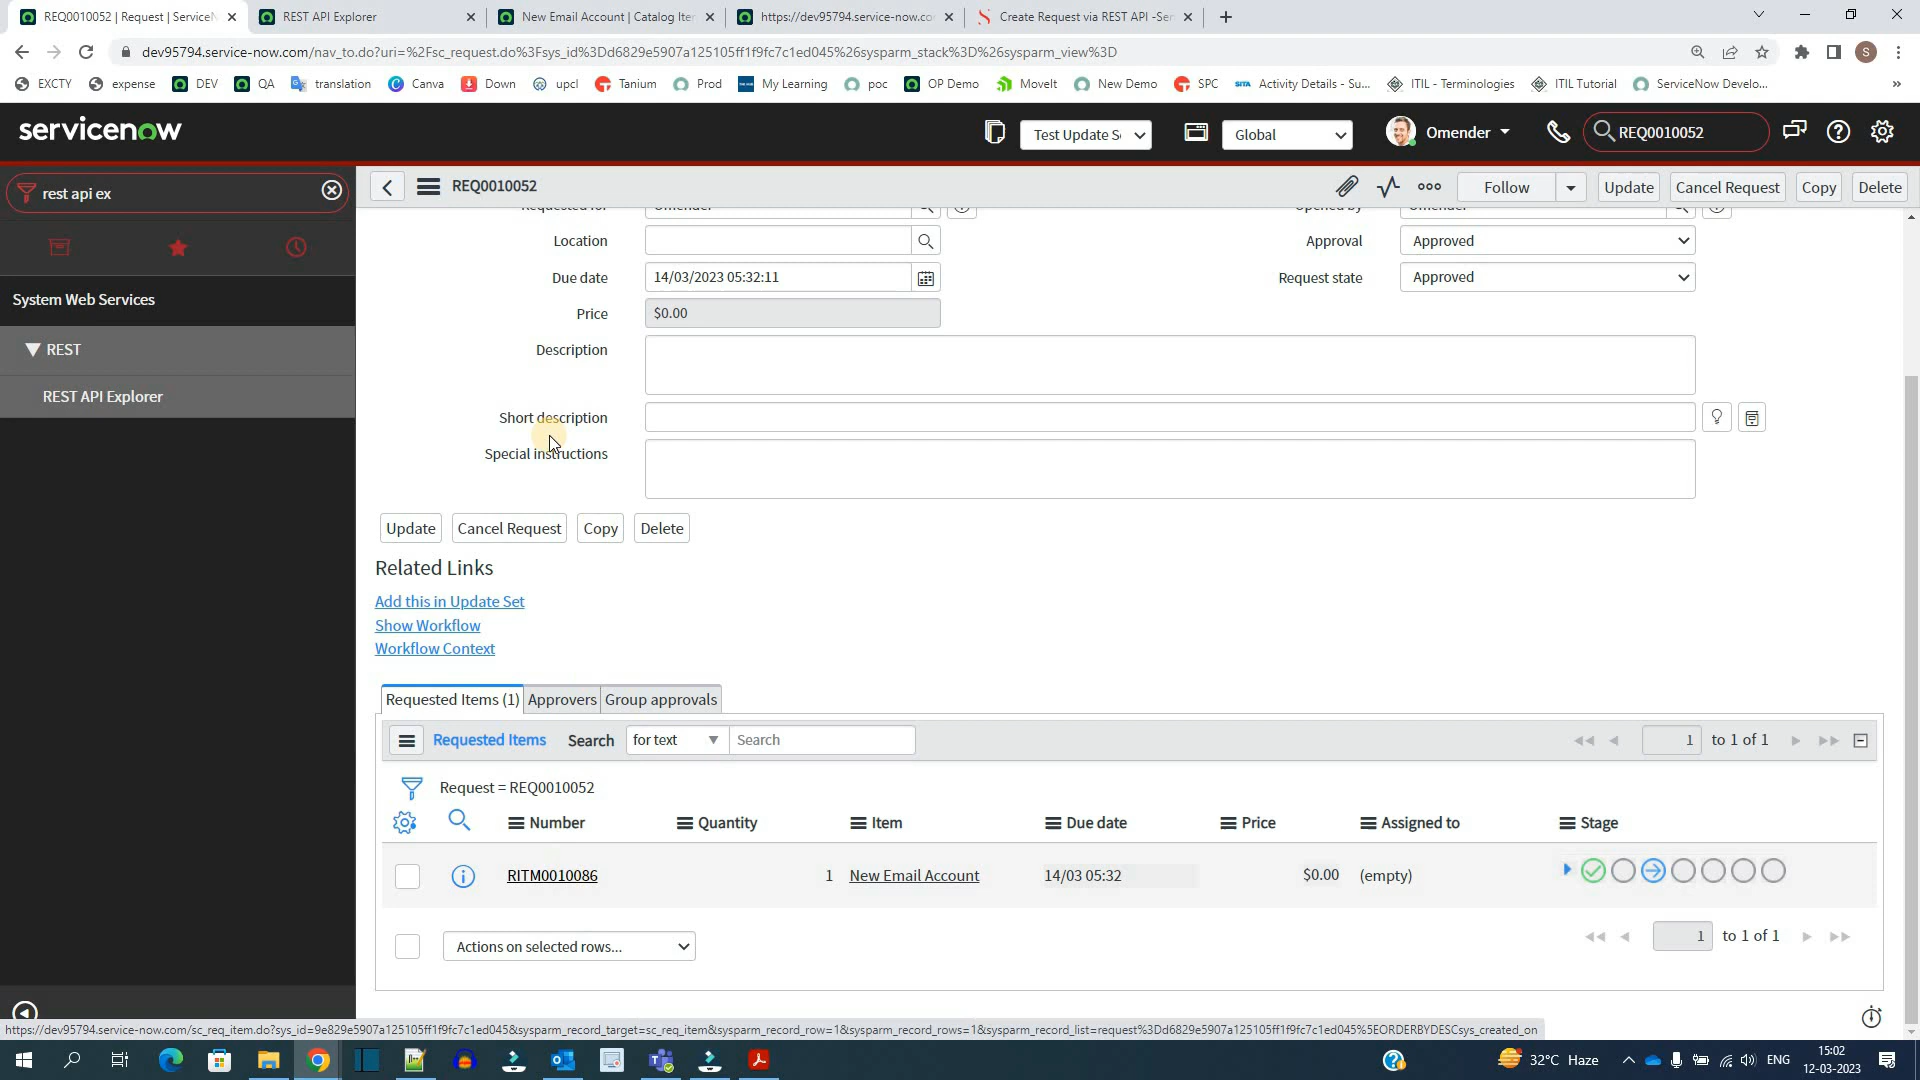 REQ0010052 | Request | ServiceN
REST API Explorer
New Email Account | Catalog Iter
https://dev95794.service-now.co
Create Request via REST API -Ser
dev95794.service-now.com/nav_to.do?uri=%2Fsc_request.do%3Fsys_id%3Dd6829e5907a125105ff1f9fc7c1ed045%26sysparm_stack%3D%26sysparm_view%3D
S
EXCTY
expense
DEV
QA
translation
Canva
Down
upcl
Tanium
Prod
My Learning
poc
OP Demo
MoveIt
New Demo
SPC
SITA
Activity Details - Su...
ITIL - Terminologies
ITIL Tutorial
ServiceNow Develo...
servicenow
Test Update S
Global
Omender
REQ0010052
rest api ex
REQ0010052
Follow
Update
Cancel Request
Copy
Delete
System Web Services
REST
REST API Explorer
Location
Approval
Approved
Due date
14/03/2023 05:32:11
Request state
Approved
Price
$0.00
Description
Short description
Special instructions
Update
Cancel Request
Copy
Delete
Related Links
Add this in Update Set
Show Workflow
Workflow Context
Requested Items (1)
Approvers
Group approvals
Requested Items
Search
for text
Search
1
to 1 of 1
Request = REQ0010052
Number
Quantity
Item
Due date
Price
Assigned to
Stage
RITM0010086
1
New Email Account
14/03 05:32
$0.00
(empty)
Actions on selected rows...
1
to 1 of 1
https://dev95794.service-now.com/sc_req_item.do?sys_id=9e829e5907a125105ff1f9fc7c1ed045&sysparm_record_target=sc_req_item&sysparm_record_row=1&sysparm_record_rows=1&sysparm_record_list=request%3Dd6829e5907a125105ff1f9fc7c1ed045%5EORDERBYDESCsys_created_on
32°C Haze
ENG
15:02
12-03-2023